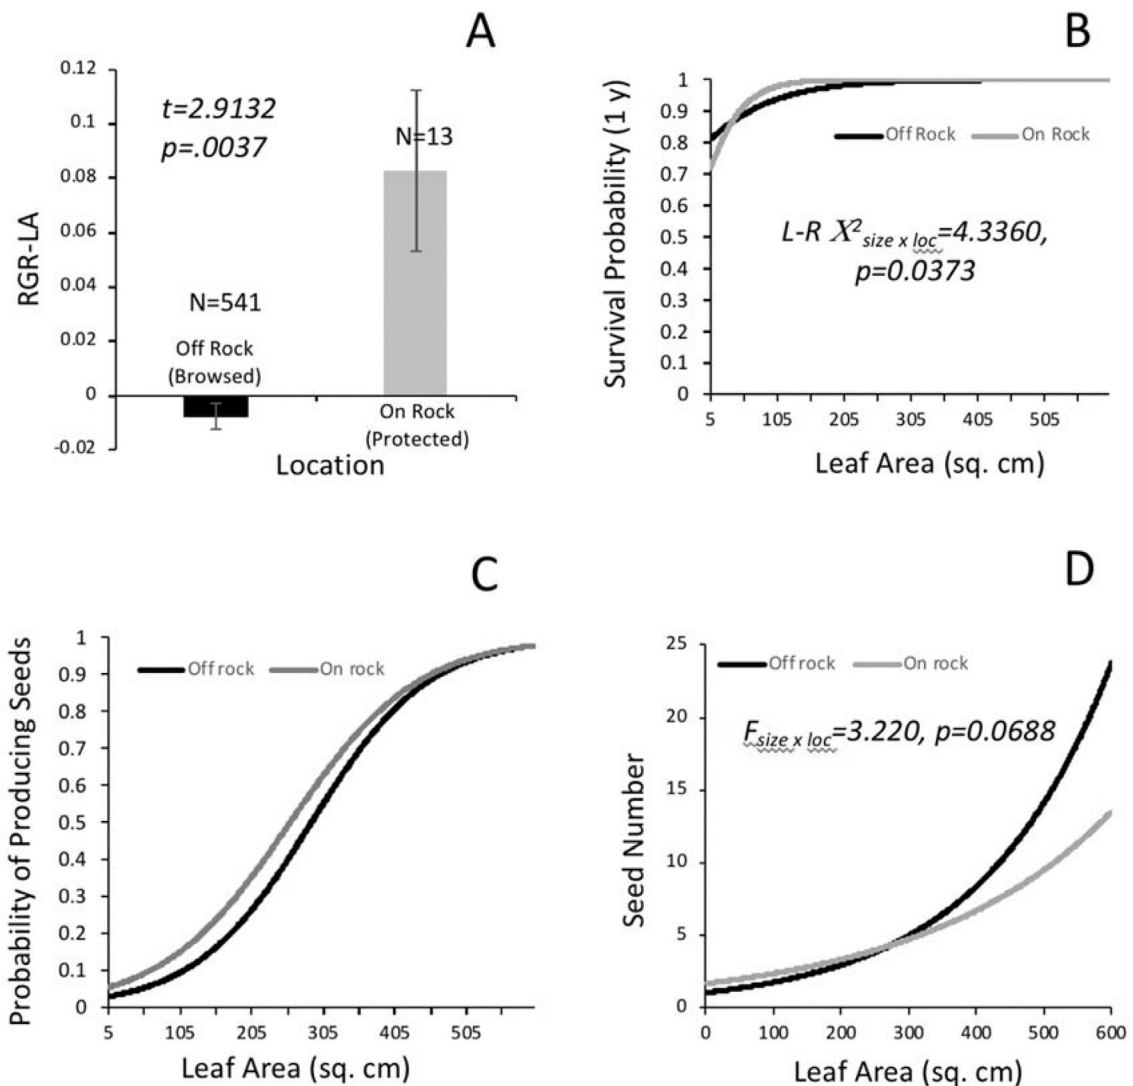 A
0.12
0.1
0.08
0.06
0.04
0.02
0
-0.02
RGR-LA
t=2.9132
p=.0037
N=13
N=541
Off Rock
(Browsed)
On Rock
(Protected)
Location
B
1
0.9
0.8
0.7
0.6
0.5
0.4
0.3
0.2
0.1
0
Survival Probability (1 y)
Off Rock On Rock
L-R X²size x loc=4.3360,
p=0.0373
5 105 205 305 405 505
Leaf Area (sq. cm)
C
1
0.9
0.8
0.7
0.6
0.5
0.4
0.3
0.2
0.1
0
Probability of Producing Seeds
Off rock On rock
5 105 205 305 405 505
Leaf Area (sq. cm)
D
25
20
15
10
5
0
Seed Number
Off rock On rock
Fsize x loc=3.220, p=0.0688
0 100 200 300 400 500 600
Leaf Area (sq. cm)